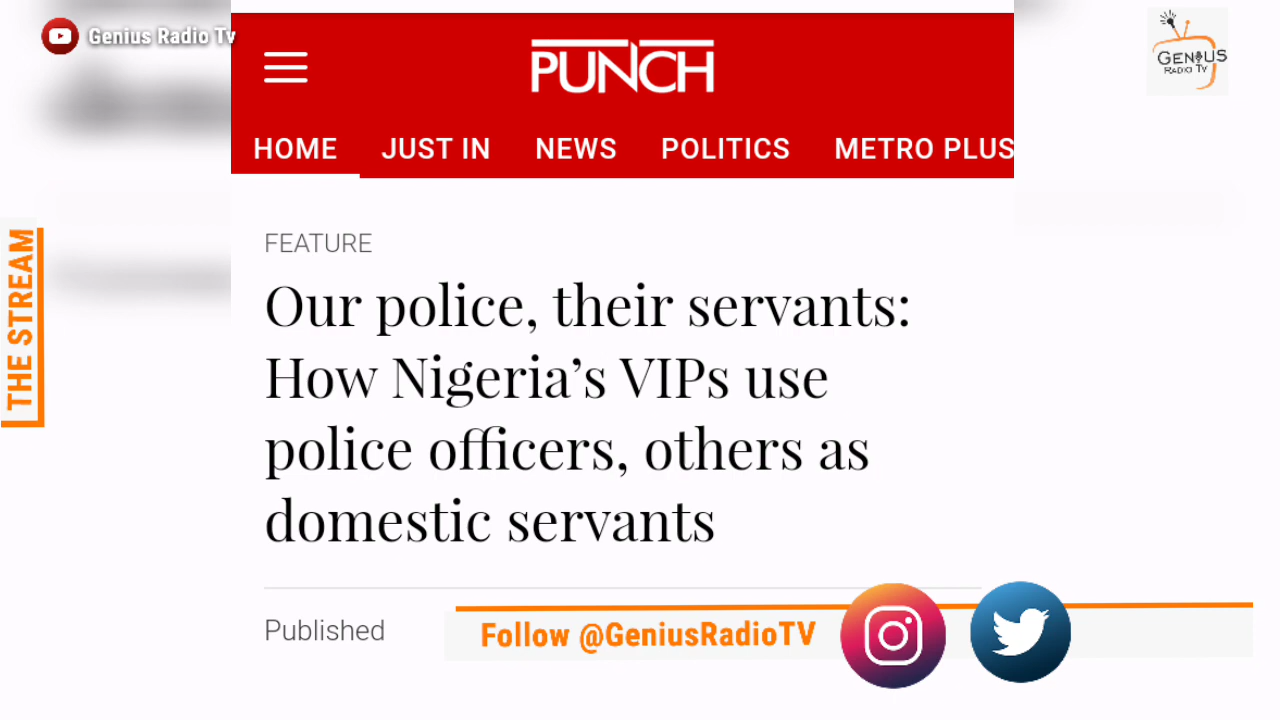 Genius Radio Tv
GENIUS
RADIO TV
PUNCH
HOME JUST IN NEWS POLITICS METRO PLUS
THE STREAM
FEATURE
Our police, their servants:
How Nigeria’s VIPs use
police officers, others as
domestic servants
Published
Follow @GeniusRadioTV